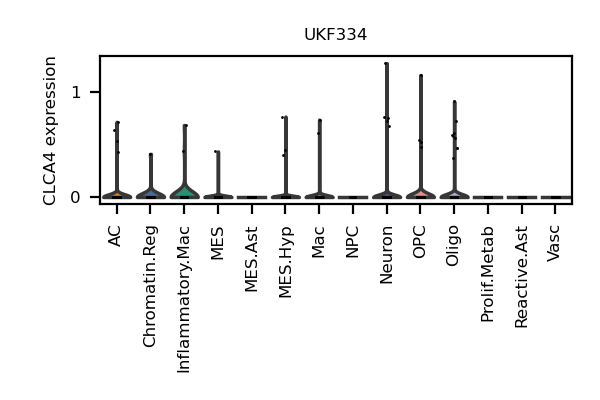 UKF334
CLCA4 expression
1
0
AC
Chromatin.Reg
Inflammatory.Mac
MES
MES.Ast
MES.Hyp
Mac
NPC
Neuron
OPC
Oligo
Prolif.Metab
Reactive.Ast
Vasc